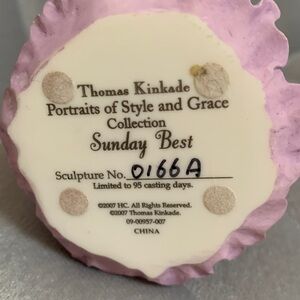 Thomas Kinkade
Portraits of Style and Grace
Collection
Sunday Best
Sculpture No. 0166A
Limited to 95 casting days.
©2007 HC. All Rights Reserved.
©2007 Thomas Kinkade.
09-00957-007
CHINA